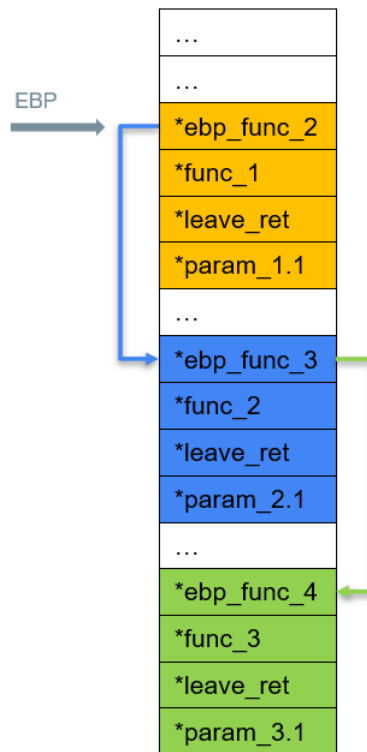 ...
...
EBP
*ebp_func_2
*func_1
*leave_ret
*param_1.1
...
*ebp_func_3
*func_2
*leave_ret
*param_2.1
...
*ebp_func_4
*func_3
*leave_ret
*param_3.1